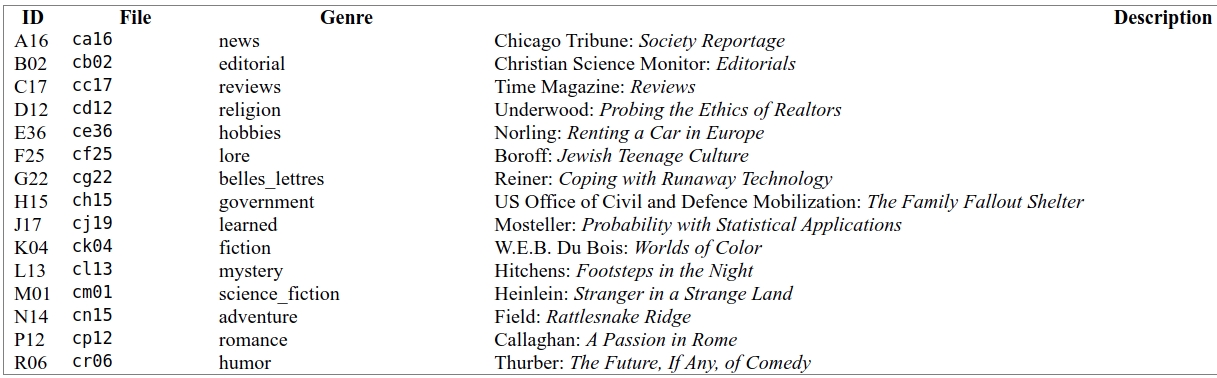 ID File Genre Description
A16 ca16 news Chicago Tribune: Society Reportage
B02 cb02 editorial Christian Science Monitor: Editorials
C17 cc17 reviews Time Magazine: Reviews
D12 cd12 religion Underwood: Probing the Ethics of Realtors
E36 ce36 hobbies Norling: Renting a Car in Europe
F25 cf25 lore Boroff: Jewish Teenage Culture
G22 cg22 belles_lettres Reiner: Coping with Runaway Technology
H15 ch15 government US Office of Civil and Defence Mobilization: The Family Fallout Shelter
J17 cj19 learned Mosteller: Probability with Statistical Applications
K04 ck04 fiction W.E.B. Du Bois: Worlds of Color
L13 cl13 mystery Hitchens: Footsteps in the Night
M01 cm01 science_fiction Heinlein: Stranger in a Strange Land
N14 cn15 adventure Field: Rattlesnake Ridge
P12 cp12 romance Callaghan: A Passion in Rome
R06 cr06 humor Thurber: The Future, If Any, of Comedy